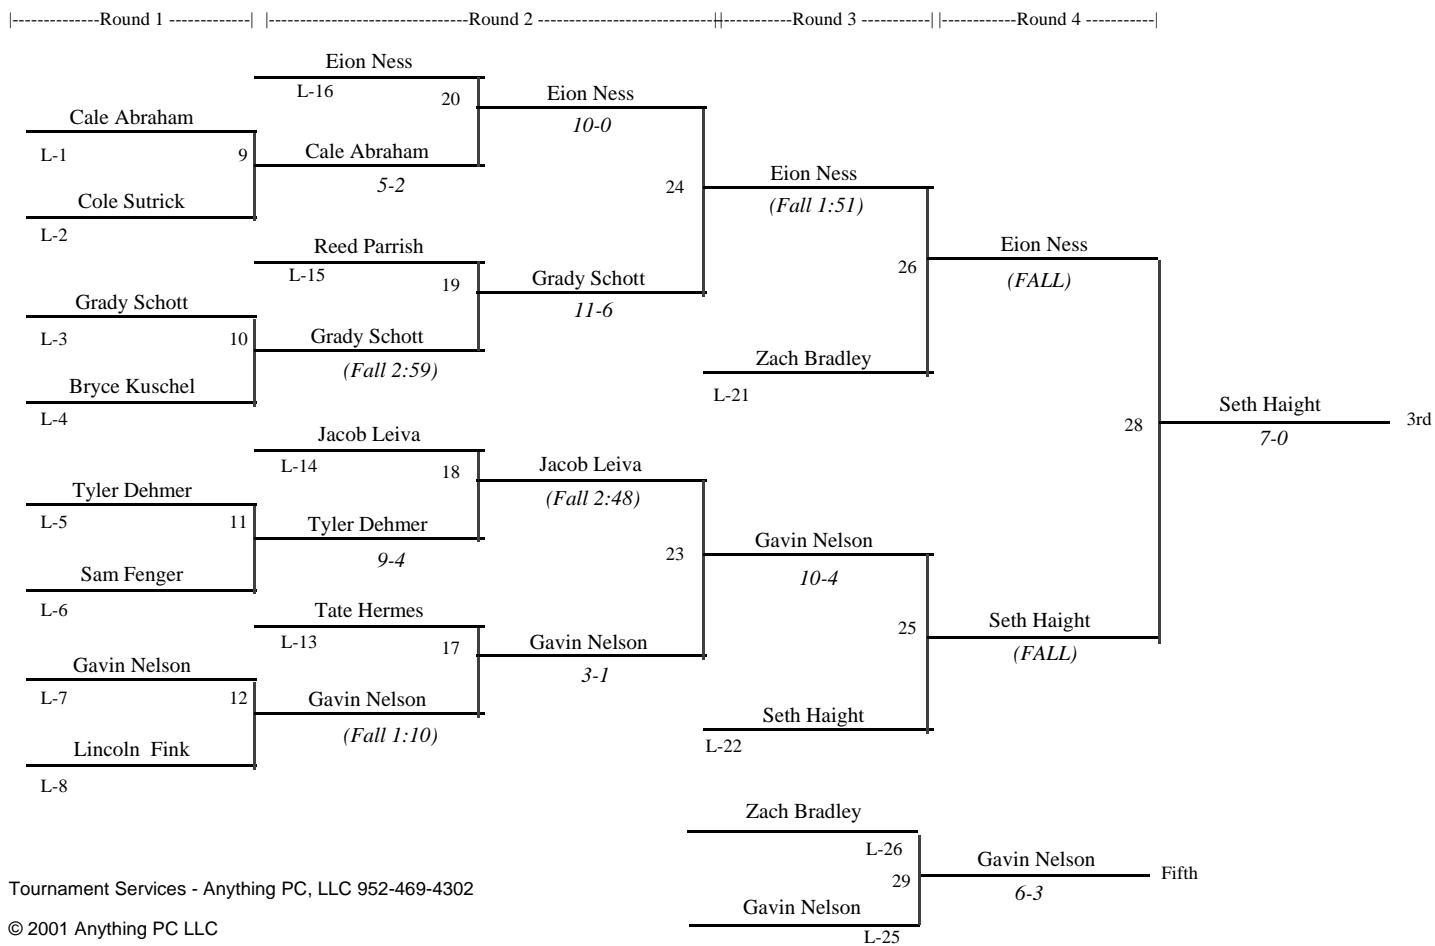 |-------------Round 1 -------------| |-----------------------------Round 2 --------------------------||-----------Round 3 -----------| |------------Round 4 -----------|
Eion Ness
L-16
20
Eion Ness
10-0
Cale Abraham
L-1
9
Cale Abraham
5-2
Cole Sutrick
L-2
24
Eion Ness
(Fall 1:51)
Reed Parrish
L-15
19
Grady Schott
11-6
Grady Schott
L-3
10
Grady Schott
(Fall 2:59)
Bryce Kuschel
L-4
26
Eion Ness
(FALL)
Zach Bradley
L-21
28
Seth Haight
7-0
3rd
Jacob Leiva
L-14
18
Jacob Leiva
(Fall 2:48)
Tyler Dehmer
L-5
11
Tyler Dehmer
9-4
Sam Fenger
L-6
23
Gavin Nelson
10-4
Tate Hermes
L-13
17
Gavin Nelson
3-1
Gavin Nelson
L-7
12
Gavin Nelson
(Fall 1:10)
Lincoln  Fink
L-8
25
Seth Haight
(FALL)
Seth Haight
L-22
Zach Bradley
L-26
29
Gavin Nelson
6-3
Fifth
Gavin Nelson
L-25
Tournament Services - Anything PC, LLC 952-469-4302
© 2001 Anything PC LLC